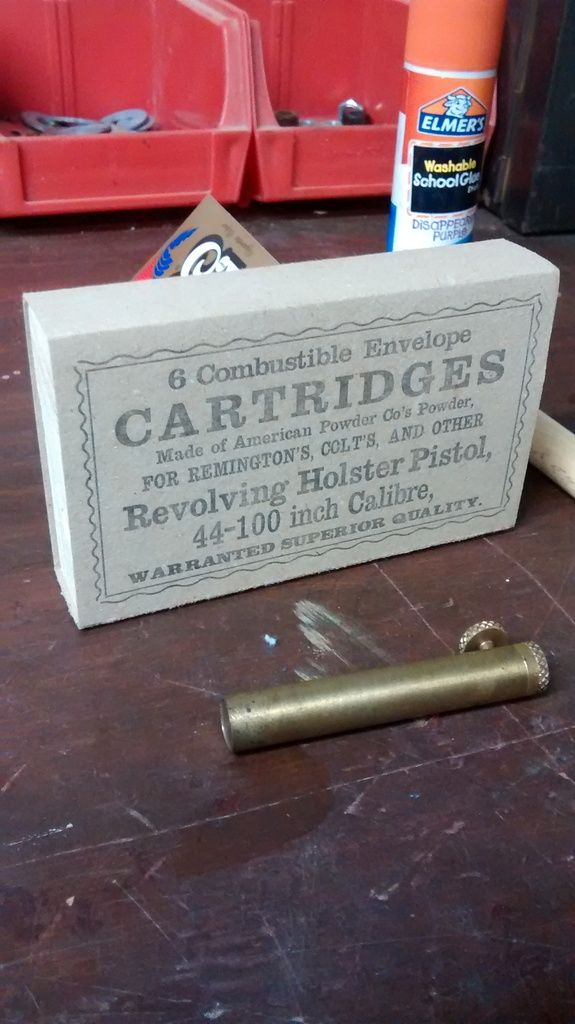 ELMER'S
Washable
School Glue
DISAPPEARING
PURPLE
6 Combustible Envelope
CARTRIDGES
Made of American Powder Co's Powder,
FOR REMINGTON'S, COLT'S, AND OTHER
Revolving Holster Pistol,
44-100 inch Calibre,
WARRANTED SUPERIOR QUALITY.